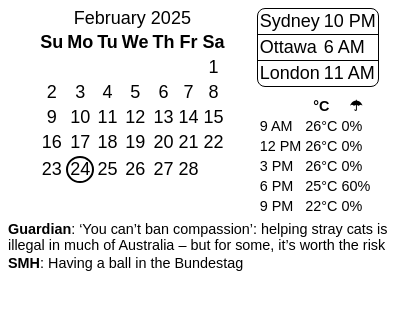 February 2025
Su Mo Tu We Th Fr Sa
1
2 3 4 5 6 7 8
9 10 11 12 13 14 15
16 17 18 19 20 21 22
23 24 25 26 27 28
Sydney 10 PM
Ottawa 6 AM
London 11 AM
°C ☂
9 AM 26°C 0%
12 PM 26°C 0%
3 PM 26°C 0%
6 PM 25°C 60%
9 PM 22°C 0%
Guardian: ‘You can’t ban compassion’: helping stray cats is
illegal in much of Australia – but for some, it’s worth the risk
SMH: Having a ball in the Bundestag